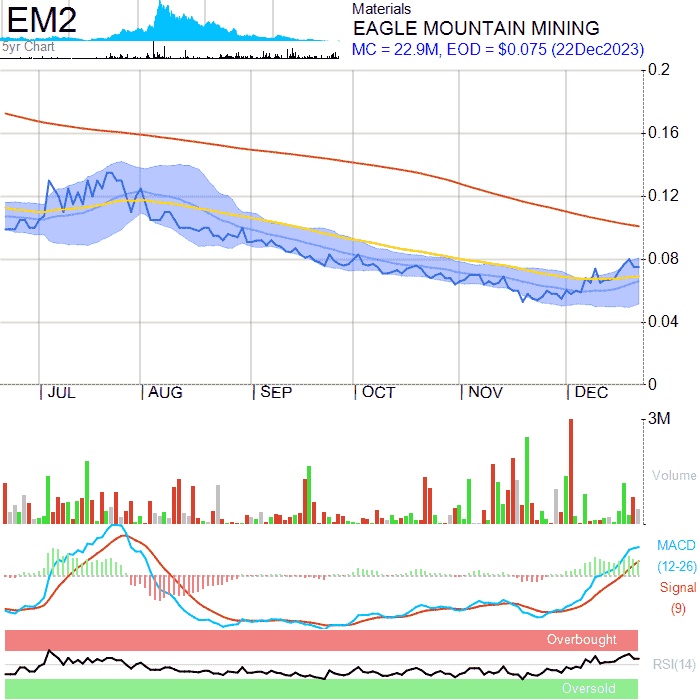 EM2
5yr Chart
Materials
EAGLE MOUNTAIN MINING
MC = 22.9M, EOD = $0.075 (22Dec2023)
0.2
0.16
0.12
0.08
0.04
0
JUL AUG SEP OCT NOV DEC
3M
Volume
MACD
(12-26)
Signal
(9)
Overbought
RSI(14)
Oversold